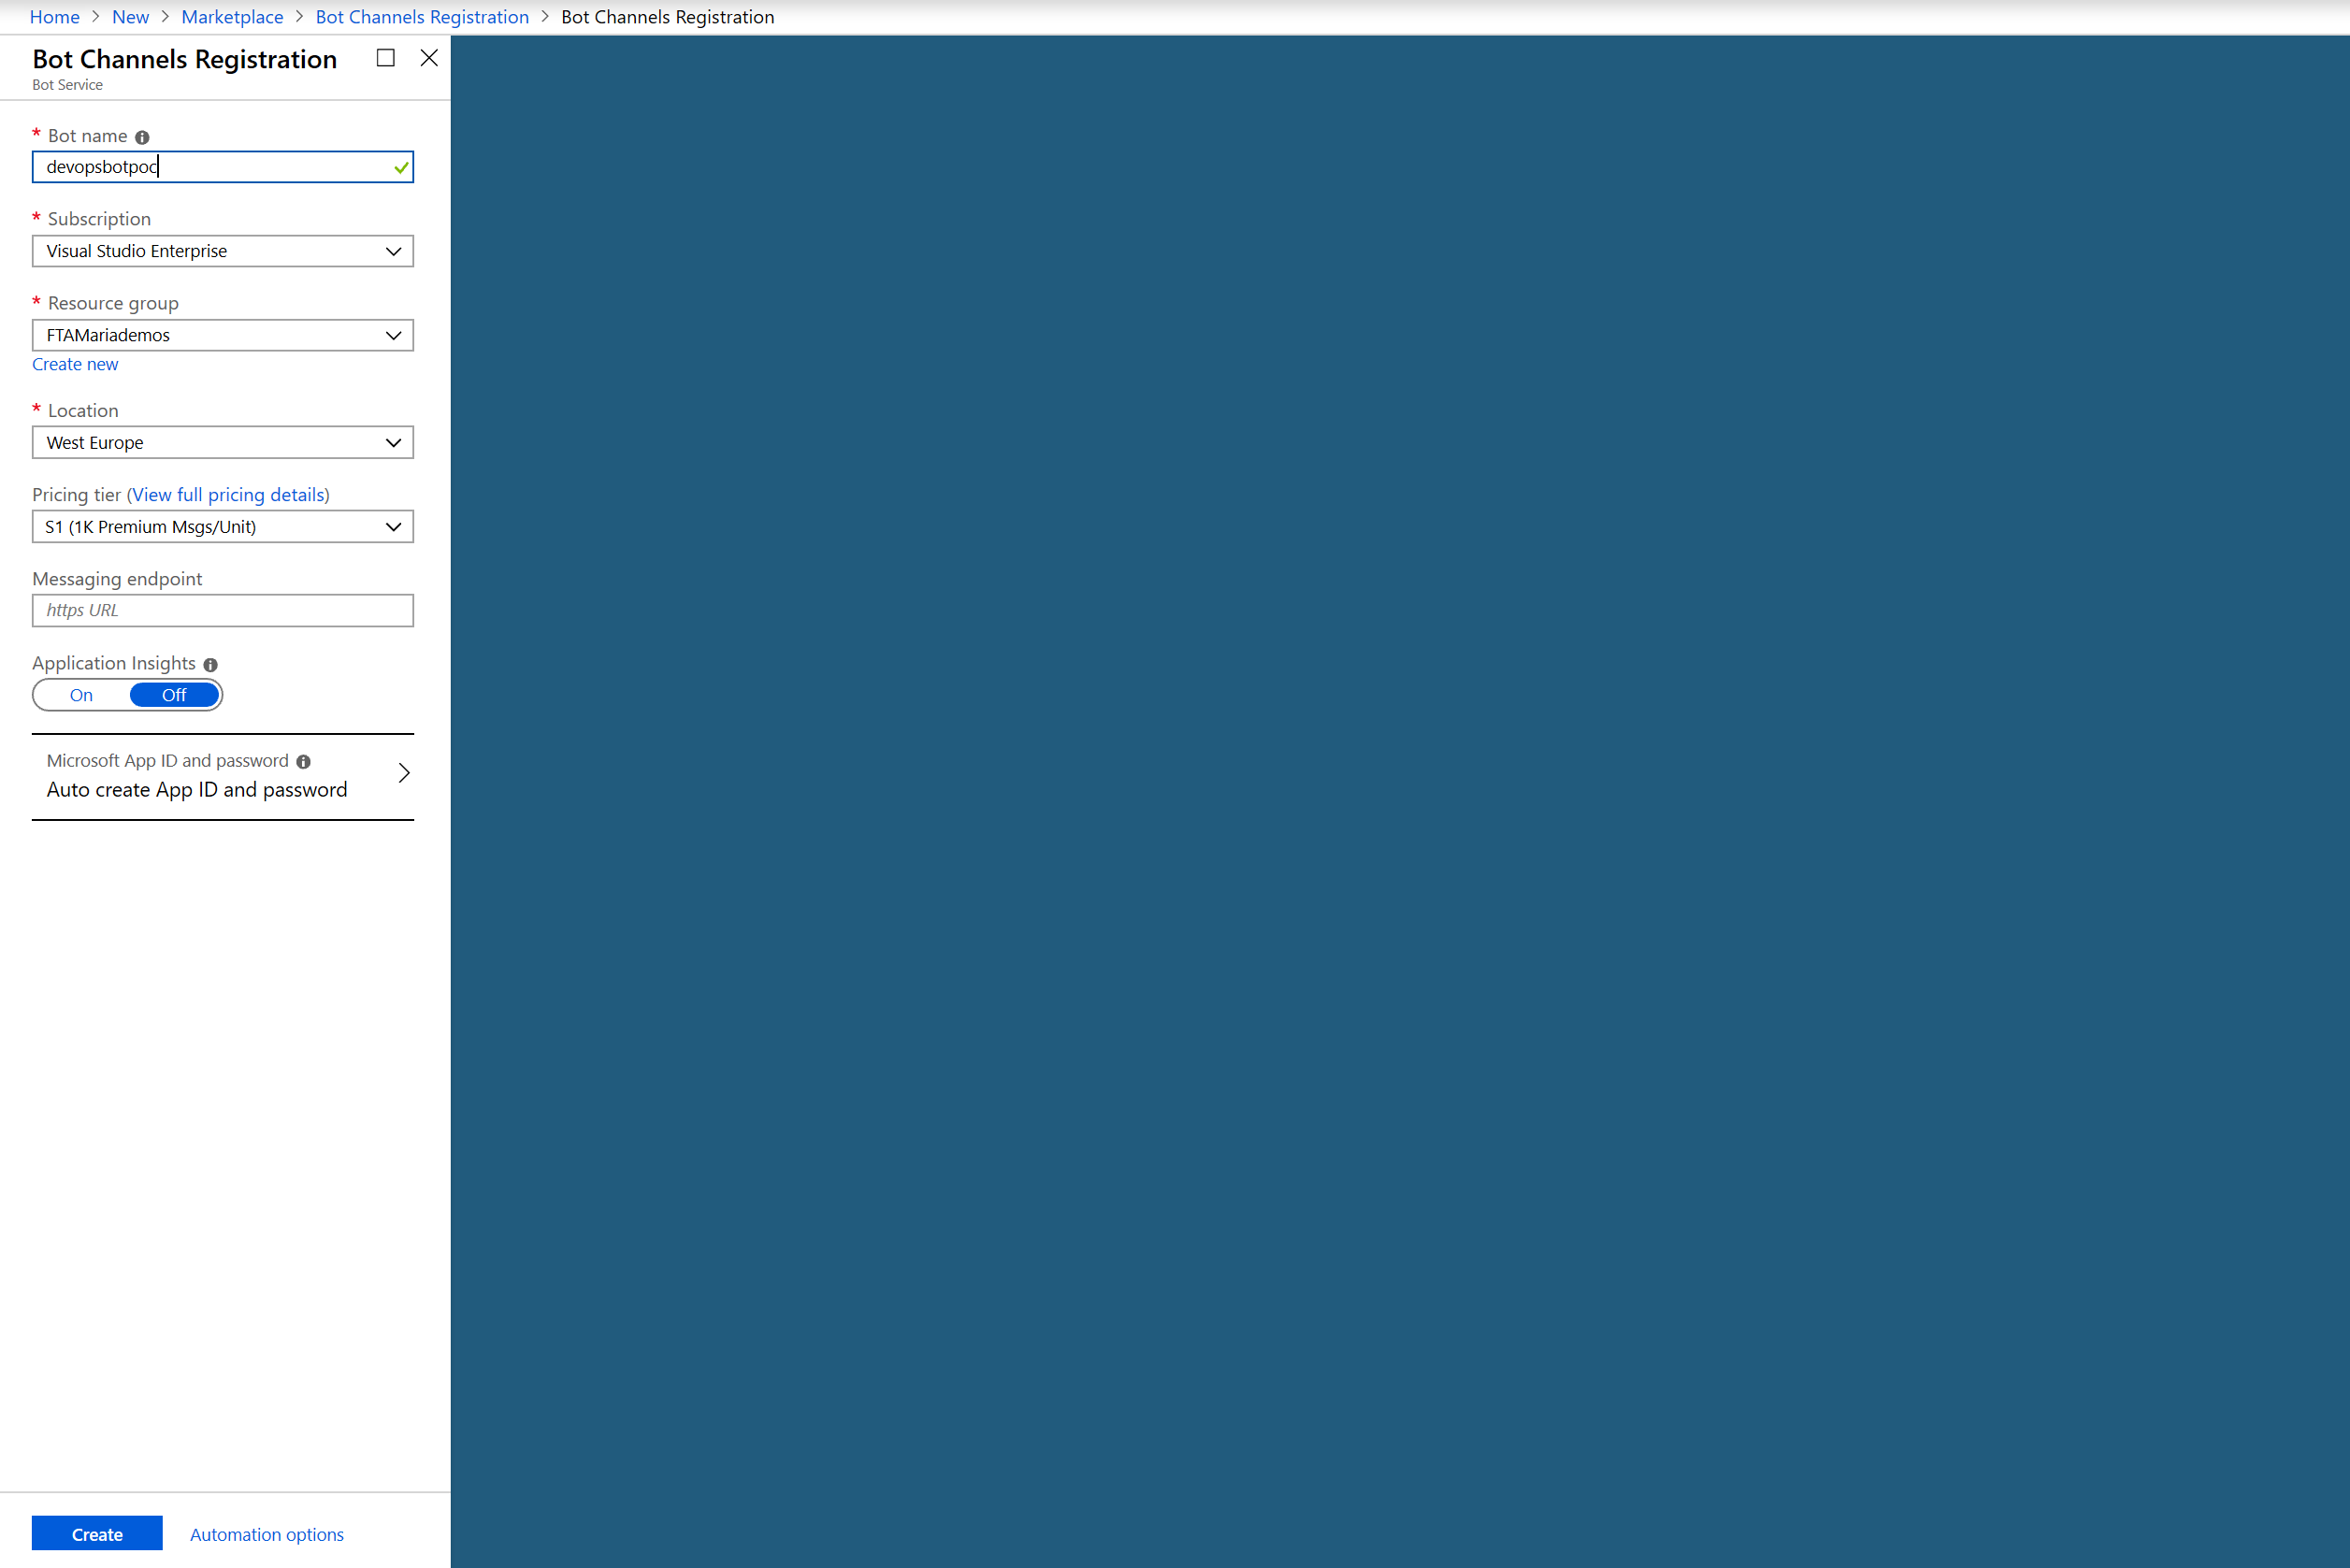 Home > New > Marketplace > Bot Channels Registration > Bot Channels Registration
Bot Channels Registration
Bot Service
* Bot name
devopsbotpoc
* Subscription
Visual Studio Enterprise
* Resource group
FTAMariademos
Create new
* Location
West Europe
Pricing tier (View full pricing details)
S1 (1K Premium Msgs/Unit)
Messaging endpoint
https URL
Application Insights
On Off
Microsoft App ID and password
Auto create App ID and password
Create Automation options